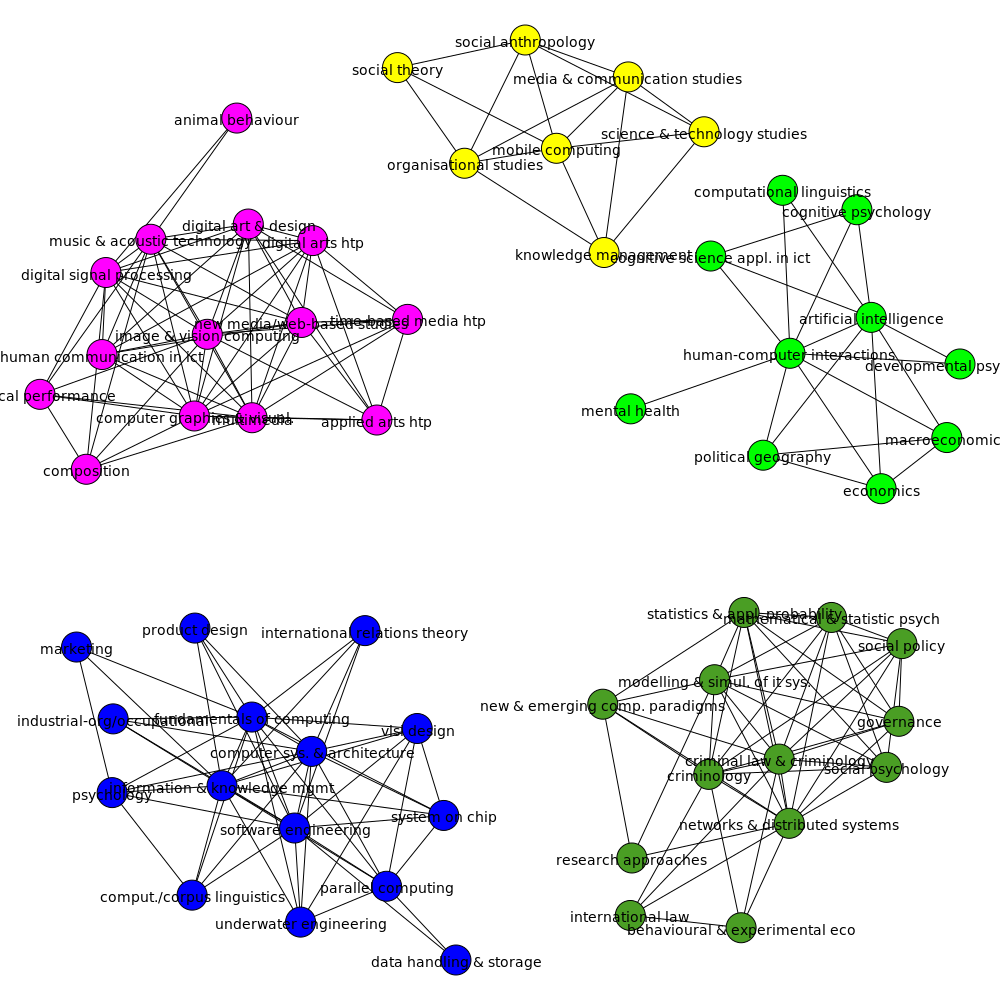 social anthropology
social theory
media & communication studies
animal behaviour
science & technology studies
mobile computing
organisational studies
computational linguistics
cognitive psychology
digital art & design
music & acoustic technology
digital arts htp
knowledge management
cognitive science appl. in ict
digital signal processing
artificial intelligence
time-based media htp
new media/web-based studies
image & vision computing
human communication in ict
human-computer interactions
developmental psy
cal performance
mental health
computer graphics & visual
multimedia
applied arts htp
macroeconomic
political geography
composition
economics
statistics & appl. probability
mathematical & statistic psych
product design
international relations theory
marketing
social policy
modelling & simul. of it sys.
new & emerging comp. paradigms
industrial-org/occupational
fundamentals of computing
governance
vlsi design
computer sys. & architecture
criminal law & criminology
social psychology
criminology
information & knowledge mgmt
psychology
system on chip
networks & distributed systems
software engineering
research approaches
parallel computing
comput./corpus linguistics
international law
underwater engineering
behavioural & experimental eco
data handling & storage